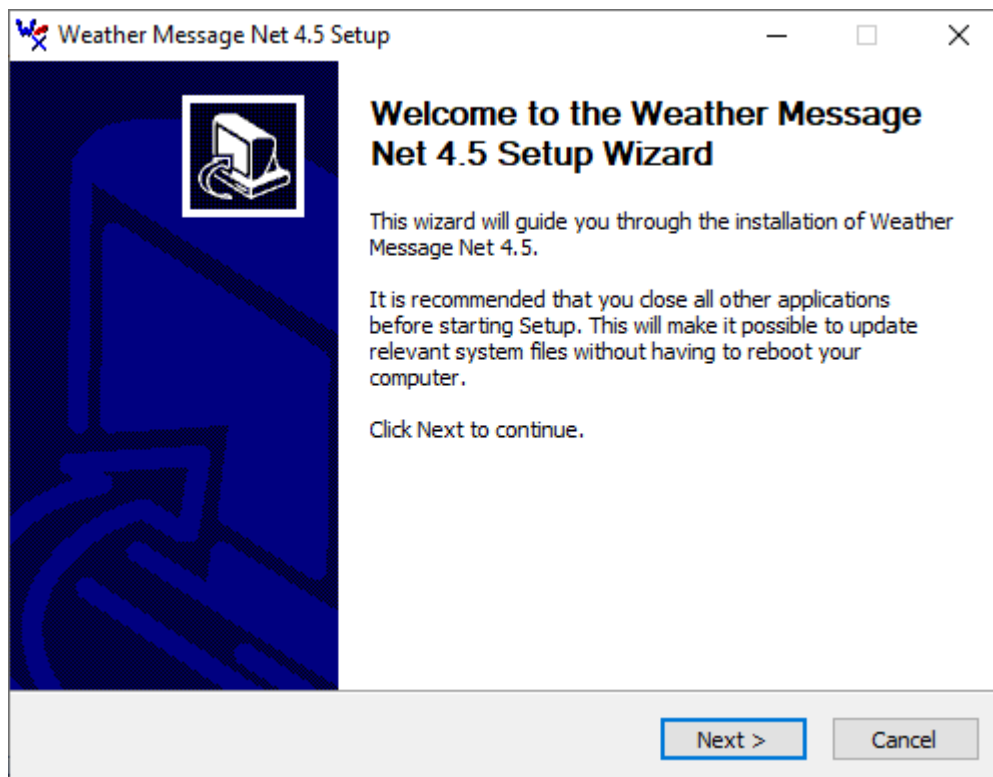 Weather Message Net 4.5 Setup
Welcome to the Weather Message
Net 4.5 Setup Wizard
This wizard will guide you through the installation of Weather
Message Net 4.5.
It is recommended that you close all other applications
before starting Setup. This will make it possible to update
relevant system files without having to reboot your
computer.
Click Next to continue.
Next >
Cancel